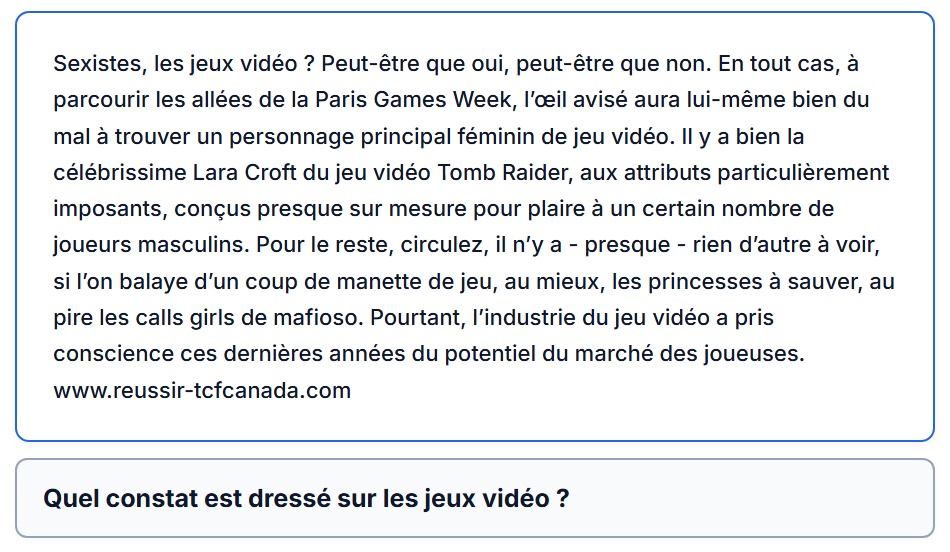 Sexistes, les jeux vidéo ? Peut-être que oui, peut-être que non. En tout cas, à
parcourir les allées de la Paris Games Week, l’œil avisé aura lui-même bien du
mal à trouver un personnage principal féminin de jeu vidéo. Il y a bien la
célébrissime Lara Croft du jeu vidéo Tomb Raider, aux attributs particulièrement
imposants, conçus presque sur mesure pour plaire à un certain nombre de
joueurs masculins. Pour le reste, circulez, il n’y a - presque - rien d’autre à voir,
si l’on balaye d’un coup de manette de jeu, au mieux, les princesses à sauver, au
pire les calls girls de mafioso. Pourtant, l’industrie du jeu vidéo a pris
conscience ces dernières années du potentiel du marché des joueuses.
www.reussir-tcfcanada.com
Quel constat est dressé sur les jeux vidéo ?